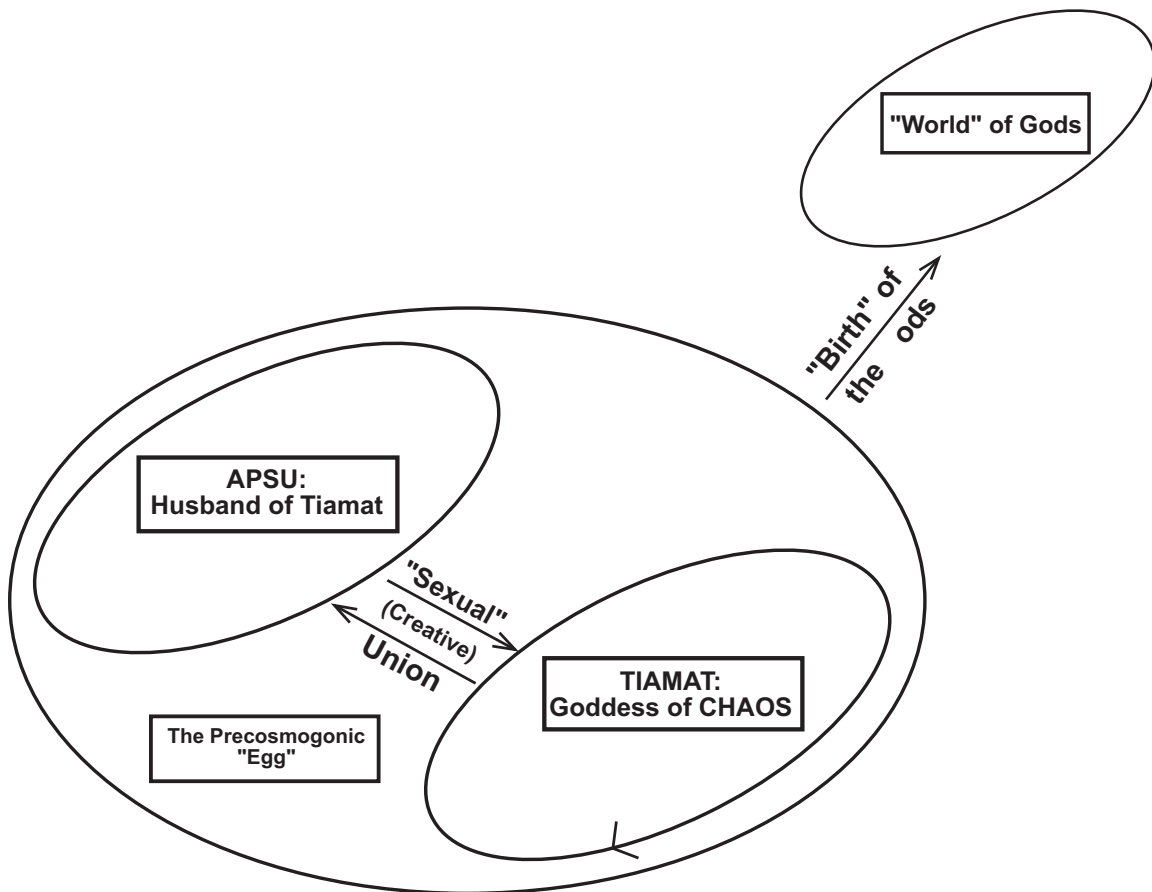 "World" of Gods
"Birth" of
the ods
APSU:
Husband of Tiamat
"Sexual"
(Creative)
Union
TIAMAT:
Goddess of CHAOS
The Precosmogonic
"Egg"